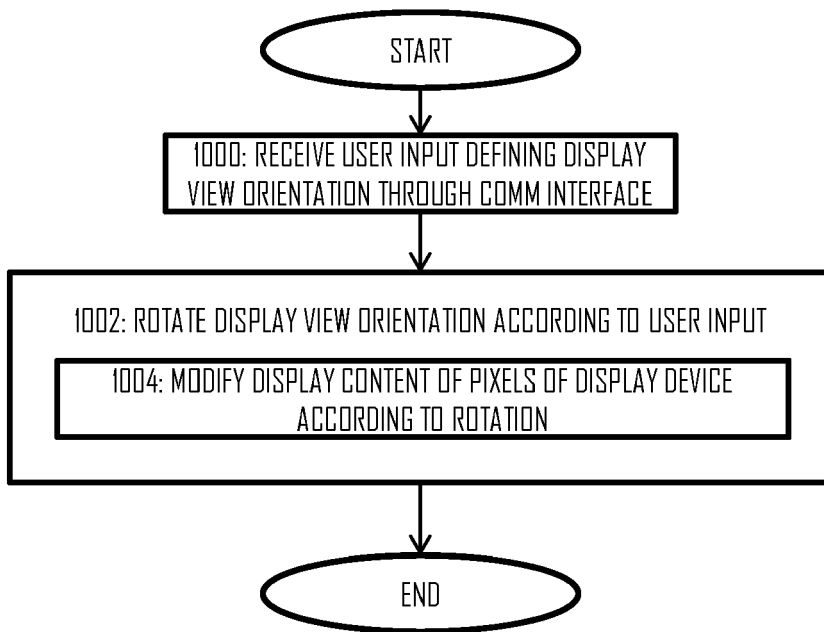 START
1000: RECEIVE USER INPUT DEFINING DISPLAY
VIEW ORIENTATION THROUGH COMM INTERFACE
1002: ROTATE DISPLAY VIEW ORIENTATION ACCORDING TO USER INPUT
1004: MODIFY DISPLAY CONTENT OF PIXELS OF DISPLAY DEVICE
ACCORDING TO ROTATION
END